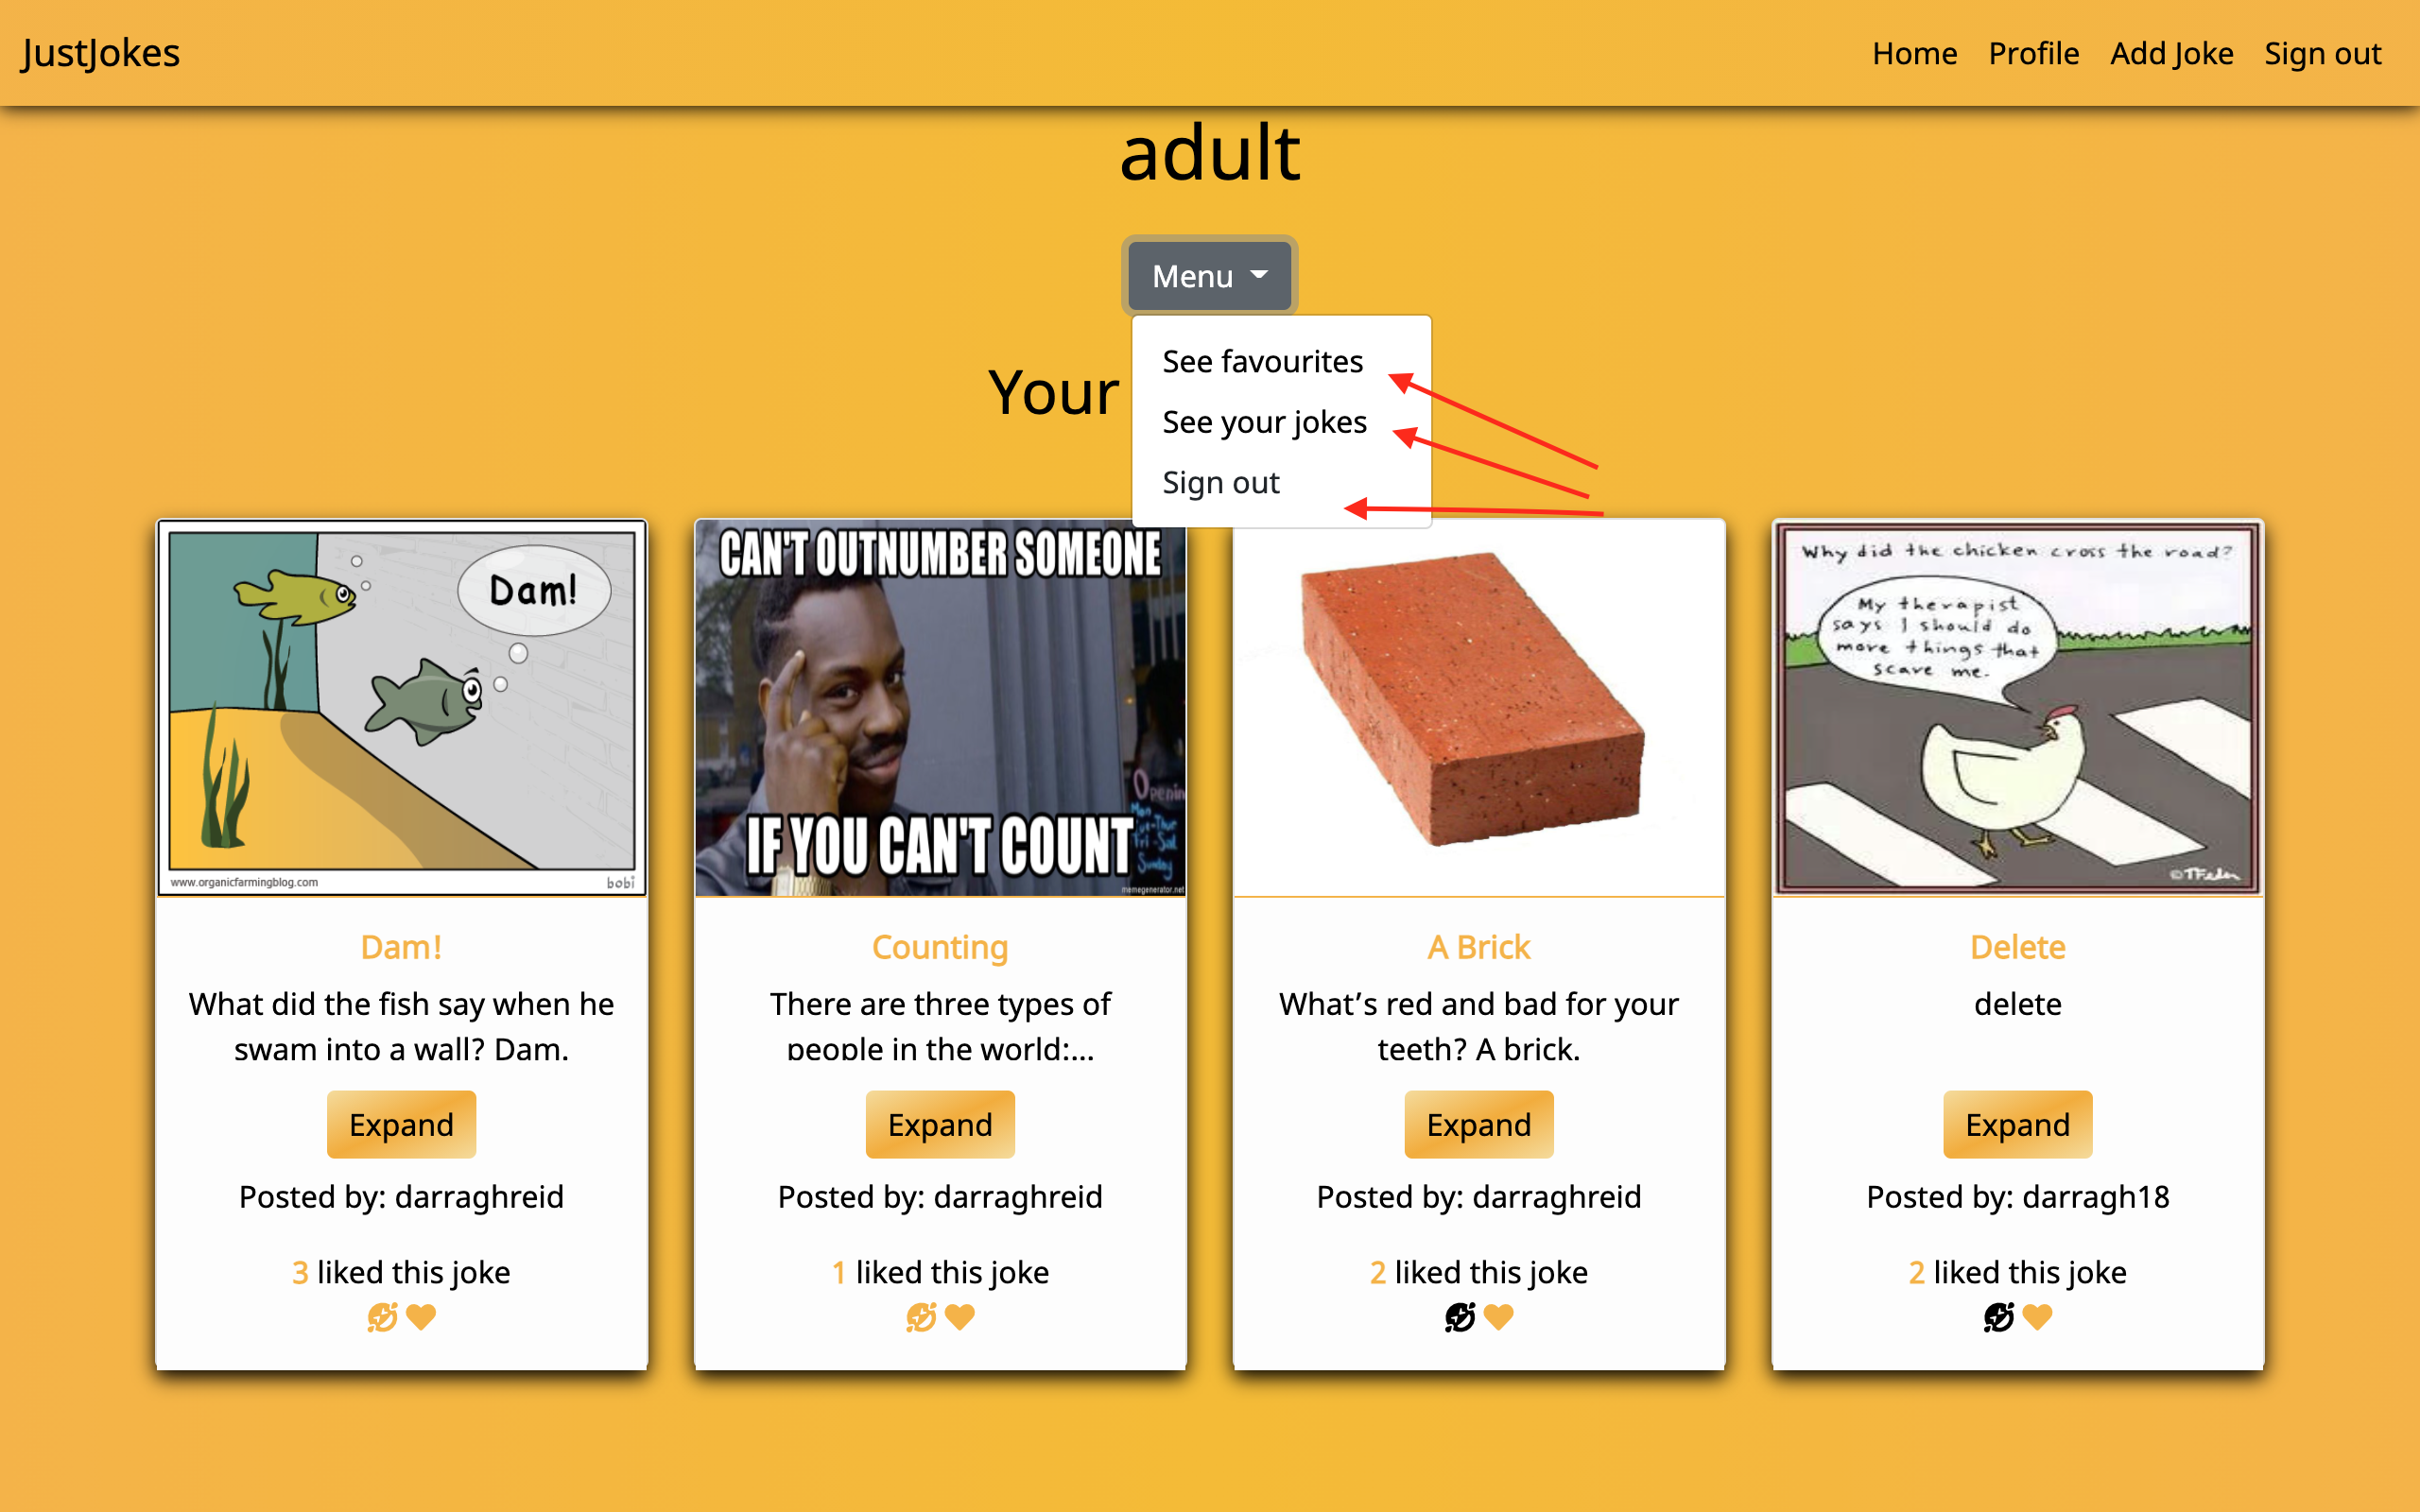 JustJokes
Home Profile Add Joke Sign out
adult
Menu
See favourites
See your jokes
Sign out
Your
Dam!
www.organicfarmingblog.com
bobi
Dam!
What did the fish say when he
swam into a wall? Dam.
Expand
Posted by: darraghreid
3 liked this joke
CAN'T OUTNUMBER SOMEONE
IF YOU CAN'T COUNT
Opening
Sunday
memegenerator.net
Counting
There are three types of
people in the world:...
Expand
Posted by: darraghreid
1 liked this joke
A Brick
What’s red and bad for your
teeth? A brick.
Expand
Posted by: darraghreid
2 liked this joke
Why did the chicken cross the road?
My therapist
says I should do
more things that
scare me.
Delete
delete
Expand
Posted by: darragh18
2 liked this joke